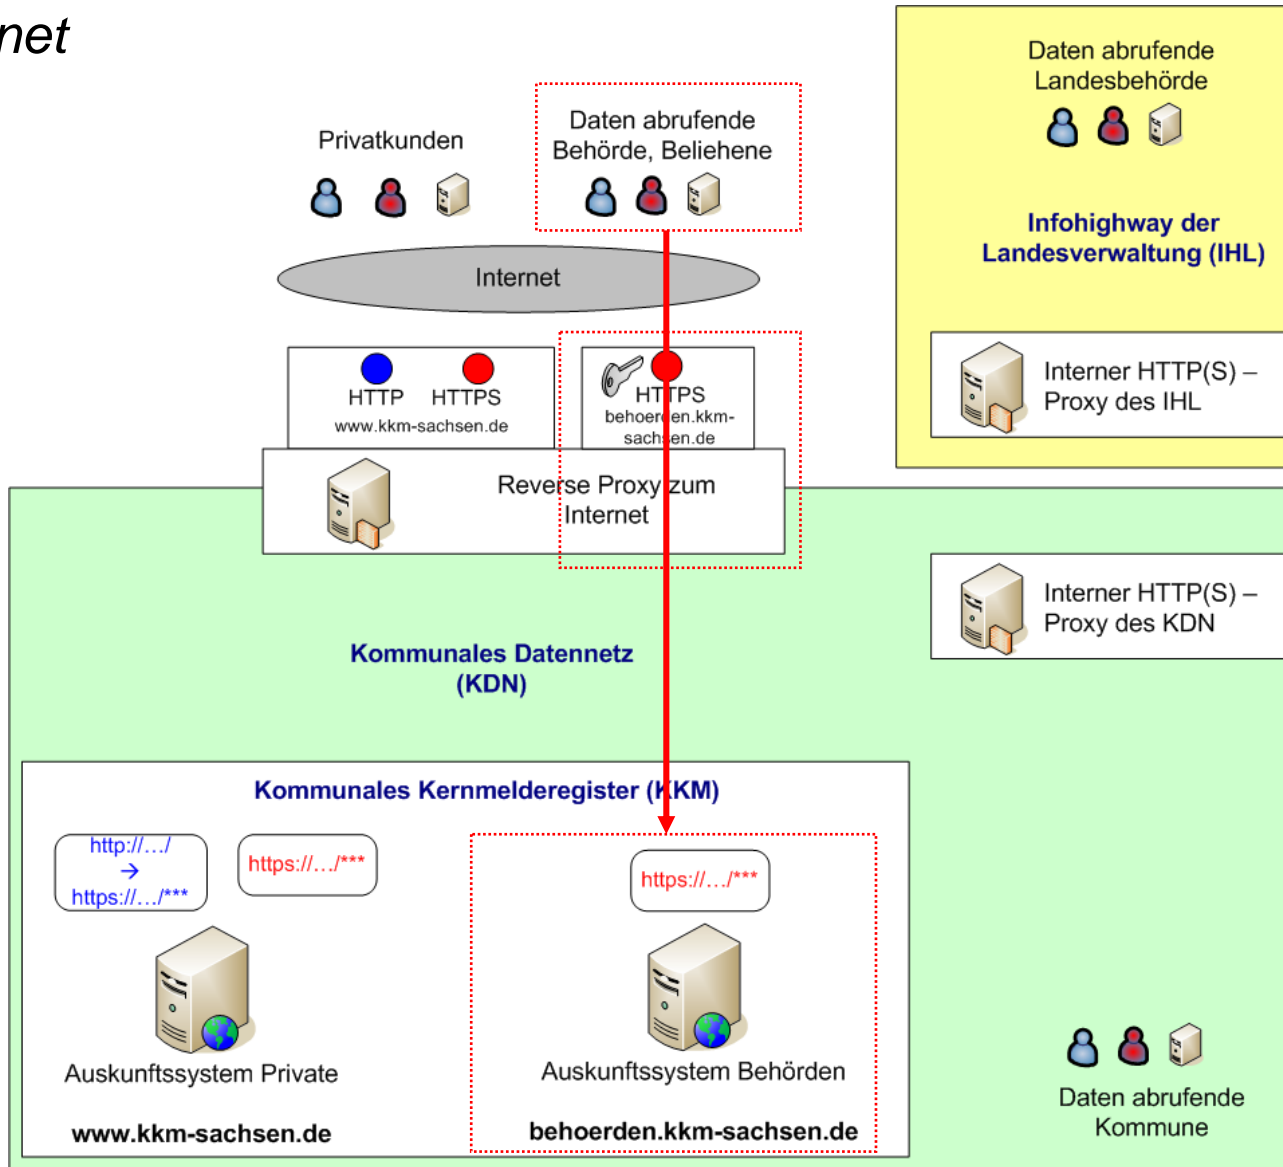 net
Privatkunden
Daten abrufende
Behörde, Beliehene
Internet
HTTP
HTTPS
www.kkm-sachsen.de
HTTPS
behoerden.kkm-
sachsen.de
Reverse Proxy zum
Internet
Daten abrufende
Landesbehörde
Infohighway der
Landesverwaltung (IHL)
Interner HTTP(S) –
Proxy des IHL
Interner HTTP(S) –
Proxy des KDN
Kommunales Datennetz
(KDN)
Kommunales Kernmelderegister (KKM)
http://…/
→
https://…/***
https://…/***
https://…/***
Auskunftssystem Private
www.kkm-sachsen.de
Auskunftssystem Behörden
behoerden.kkm-sachsen.de
Daten abrufende
Kommune